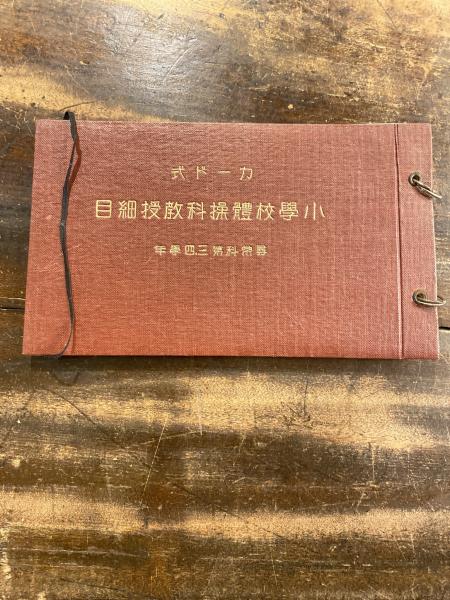 カード式
小學校體操科教授細目
尋常科第三四學年